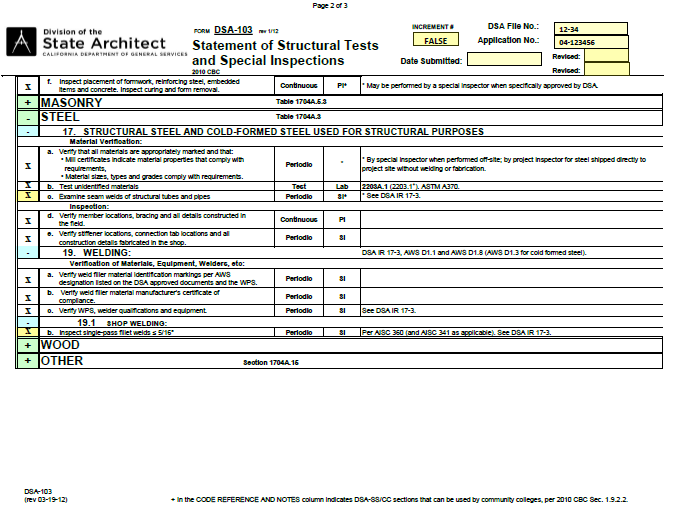 Page 2 of 3
Division of the
State Architect
CALIFORNIA DEPARTMENT OF GENERAL SERVICES
FORM DSA-103 rev 1/12
Statement of Structural Tests
and Special Inspections
2010 CBC
INCREMENT #
FALSE
DSA File No.: 12-34
Application No.: 04-123456
Date Submitted:
Revised:
Revised:
X f. Inspect placement of formwork, reinforcing steel, embedded items and concrete. Inspect curing and form removal. Continuous PI* * May be performed by a special inspector when specifically approved by DSA.
+ MASONRY Table 1704A.5.3
- STEEL Table 1704A.3
- 17. STRUCTURAL STEEL AND COLD-FORMED STEEL USED FOR STRUCTURAL PURPOSES
Material Verification:
X a. Verify that all materials are appropriately marked and that:
• Mill certificates indicate material properties that comply with requirements,
• Material sizes, types and grades comply with requirements.
Periodic * * By special inspector when performed off-site; by project inspector for steel shipped directly to project site without welding or fabrication.
X b. Test unidentified materials Test Lab 2203A.1 (2203.1+), ASTM A370.
X c. Examine seam welds of structural tubes and pipes Periodic SI* * See DSA IR 17-3.
Inspection:
X d. Verify member locations, bracing and all details constructed in the field. Continuous PI
X e. Verify stiffener locations, connection tab locations and all construction details fabricated in the shop. Periodic SI
- 19. WELDING: DSA IR 17-3, AWS D1.1 and AWS D1.8 (AWS D1.3 for cold formed steel).
Verification of Materials, Equipment, Welders, etc:
X a. Verify weld filler material identification markings per AWS designation listed on the DSA approved documents and the WPS. Periodic SI
X b. Verify weld filler material manufacturer's certificate of compliance. Periodic SI
X c. Verify WPS, welder qualifications and equipment. Periodic SI See DSA IR 17-3.
- 19.1 SHOP WELDING:
X b. Inspect single-pass fillet welds ≤ 5/16" Periodic SI Per AISC 360 (and AISC 341 as applicable). See DSA IR 17-3.
+ WOOD
+ OTHER Section 1704A.15
DSA-103
(rev 03-19-12)
+ In the CODE REFERENCE AND NOTES column indicates DSA-SS/CC sections that can be used by community colleges, per 2010 CBC Sec. 1.9.2.2.